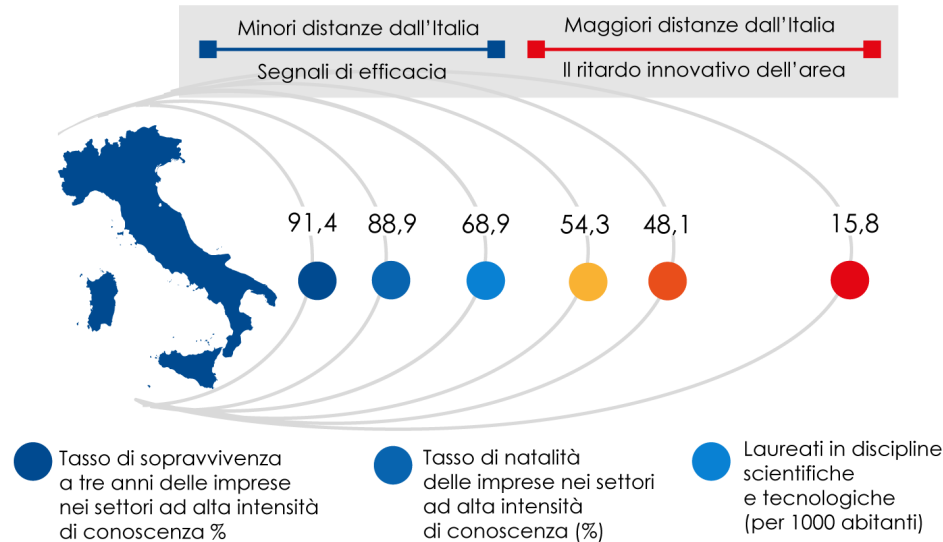 Minori distanze dall'Italia
Segnali di efficacia
Maggiori distanze dall'Italia
Il ritardo innovativo dell'area
91,4
88,9
68,9
54,3
48,1
15,8
Tasso di sopravvivenza
a tre anni delle imprese
nei settori ad alta intensità
di conoscenza %
Tasso di natalità
delle imprese nei settori
ad alta intensità
di conoscenza (%)
Laureati in discipline
scientifiche
e tecnologiche
(per 1000 abitanti)